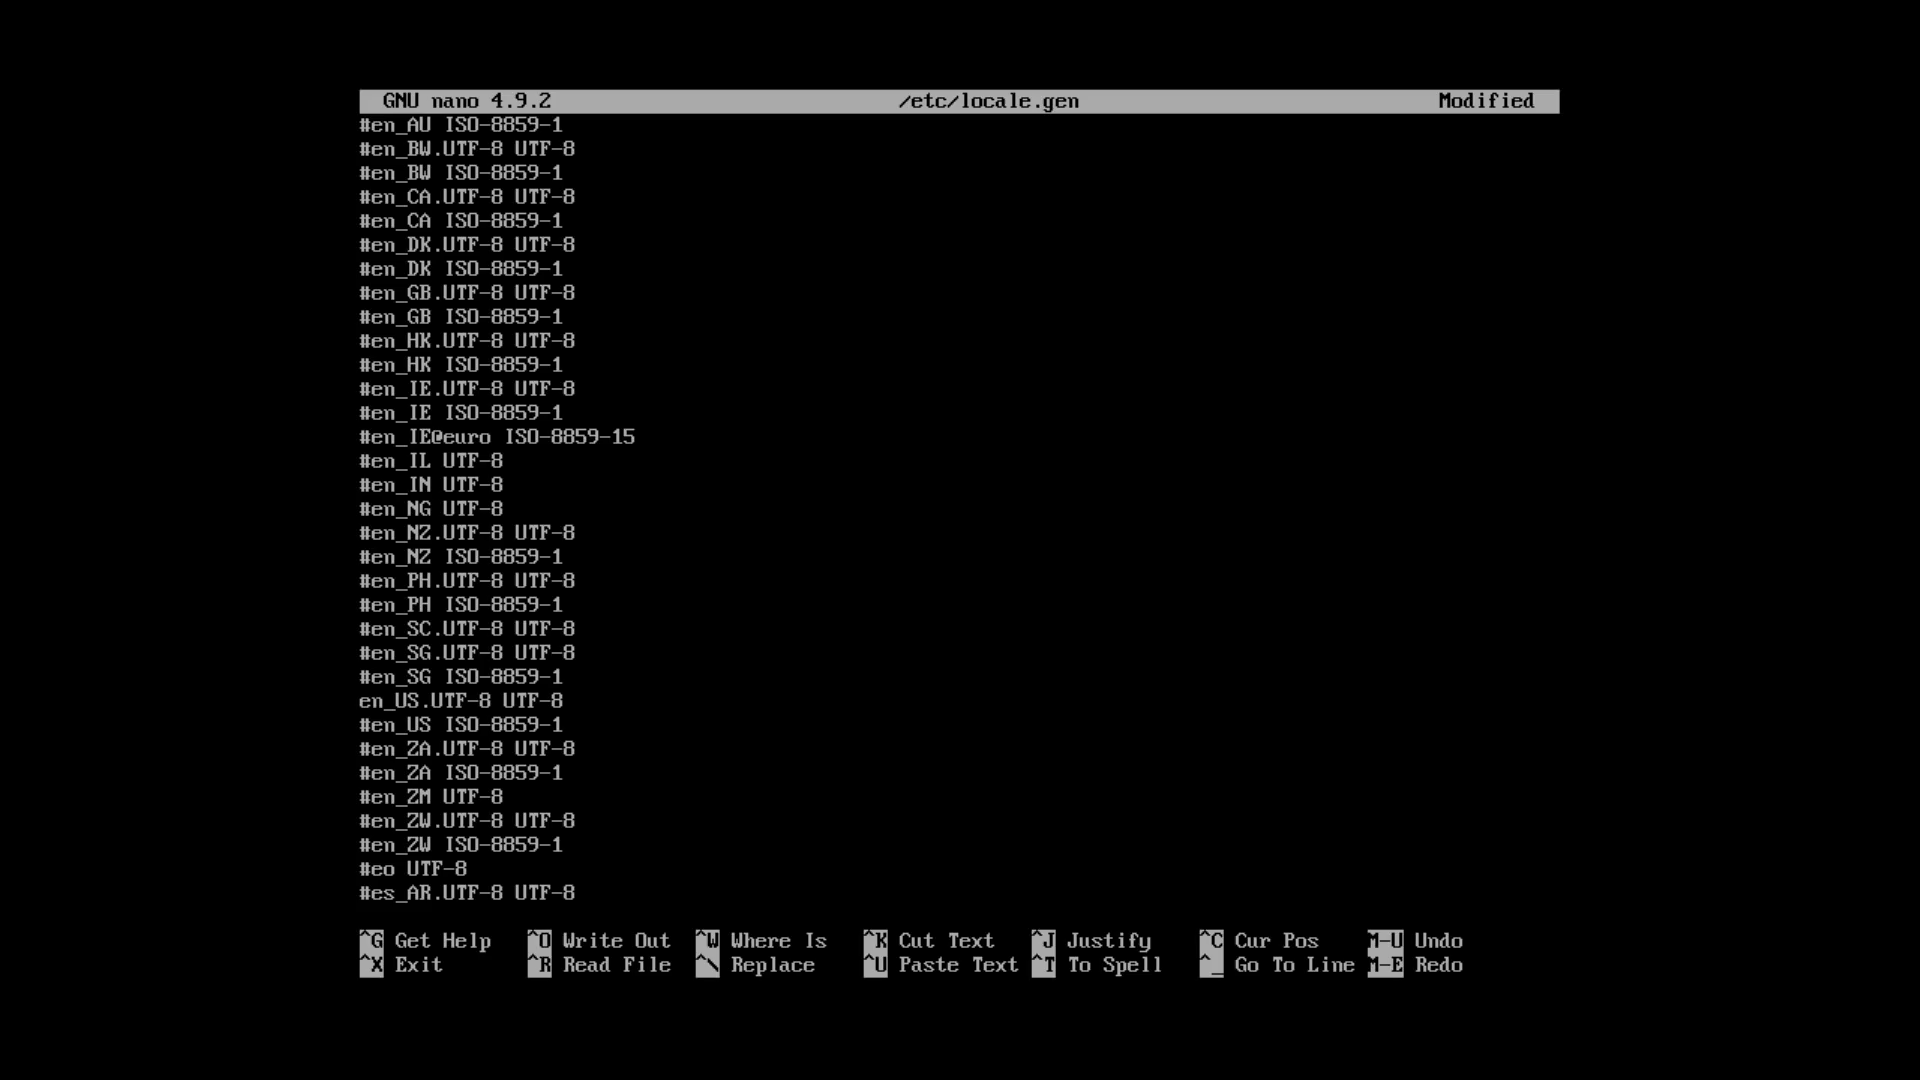 GNU nano 4.9.2 /etc/locale.gen Modified
#en_AU ISO-8859-1
#en_BW.UTF-8 UTF-8
#en_BW ISO-8859-1
#en_CA.UTF-8 UTF-8
#en_CA ISO-8859-1
#en_DK.UTF-8 UTF-8
#en_DK ISO-8859-1
#en_GB.UTF-8 UTF-8
#en_GB ISO-8859-1
#en_HK.UTF-8 UTF-8
#en_HK ISO-8859-1
#en_IE.UTF-8 UTF-8
#en_IE ISO-8859-1
#en_IE@euro ISO-8859-15
#en_IL UTF-8
#en_IN UTF-8
#en_NG UTF-8
#en_NZ.UTF-8 UTF-8
#en_NZ ISO-8859-1
#en_PH.UTF-8 UTF-8
#en_PH ISO-8859-1
#en_SC.UTF-8 UTF-8
#en_SG.UTF-8 UTF-8
#en_SG ISO-8859-1
en_US.UTF-8 UTF-8
#en_US ISO-8859-1
#en_ZA.UTF-8 UTF-8
#en_ZA ISO-8859-1
#en_ZM UTF-8
#en_ZW.UTF-8 UTF-8
#en_ZW ISO-8859-1
#eo UTF-8
#es_AR.UTF-8 UTF-8
^G Get Help ^O Write Out ^W Where Is ^K Cut Text ^J Justify ^C Cur Pos M-U Undo
^X Exit ^R Read File ^\ Replace ^U Paste Text ^T To Spell ^_ Go To Line M-E Redo